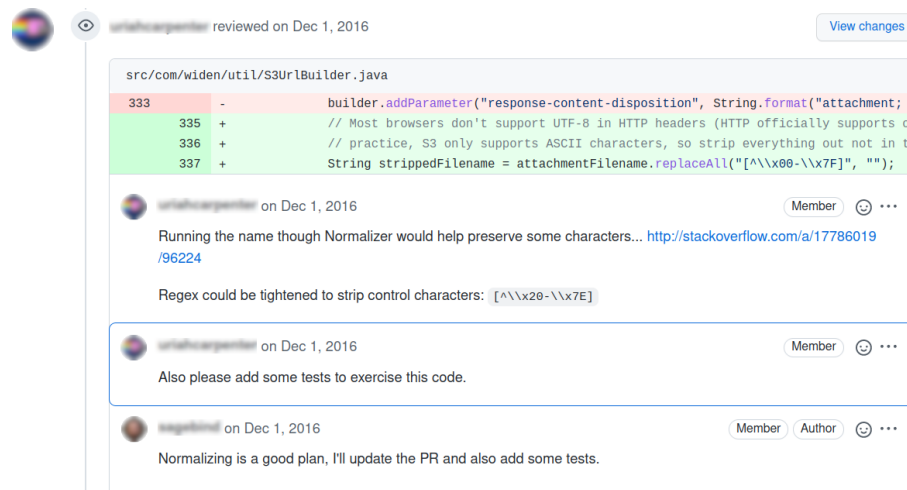 reviewed on Dec 1, 2016
View changes
src/com/widen/util/S3UrlBuilder.java
333 - builder.addParameter("response-content-disposition", String.format("attachment;
335 + // Most browsers don't support UTF-8 in HTTP headers (HTTP officially supports
336 + // practice, S3 only supports ASCII characters, so strip everything out not in
337 + String strippedFilename = attachmentFilename.replaceAll("[^\\x00-\\x7F]", "");
on Dec 1, 2016 Member ...
Running the name though Normalizer would help preserve some characters... http://stackoverflow.com/a/17786019
/96224
Regex could be tightened to strip control characters: [^\\x20-\\x7E]
on Dec 1, 2016 Member ...
Also please add some tests to exercise this code.
on Dec 1, 2016 Member Author ...
Normalizing is a good plan, I'll update the PR and also add some tests.